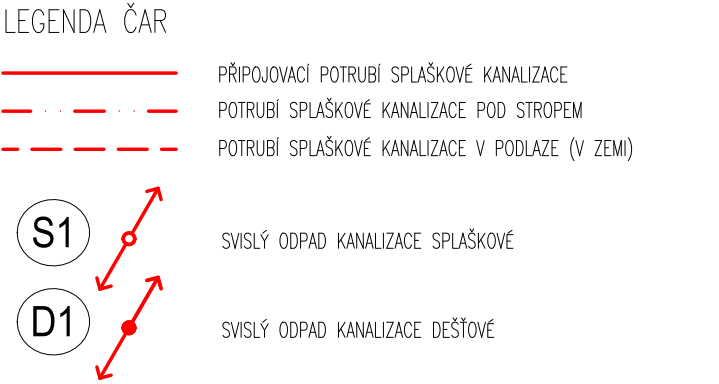 LEGENDA ČAR
PŘIPOJOVACÍ POTRUBÍ SPLAŠKOVÉ KANALIZACE
POTRUBÍ SPLAŠKOVÉ KANALIZACE POD STROPEM
POTRUBÍ SPLAŠKOVÉ KANALIZACE V PODLAZE (V ZEMI)
S1 SVISLÝ ODPAD KANALIZACE SPLAŠKOVÉ
D1 SVISLÝ ODPAD KANALIZACE DEŠŤOVÉ